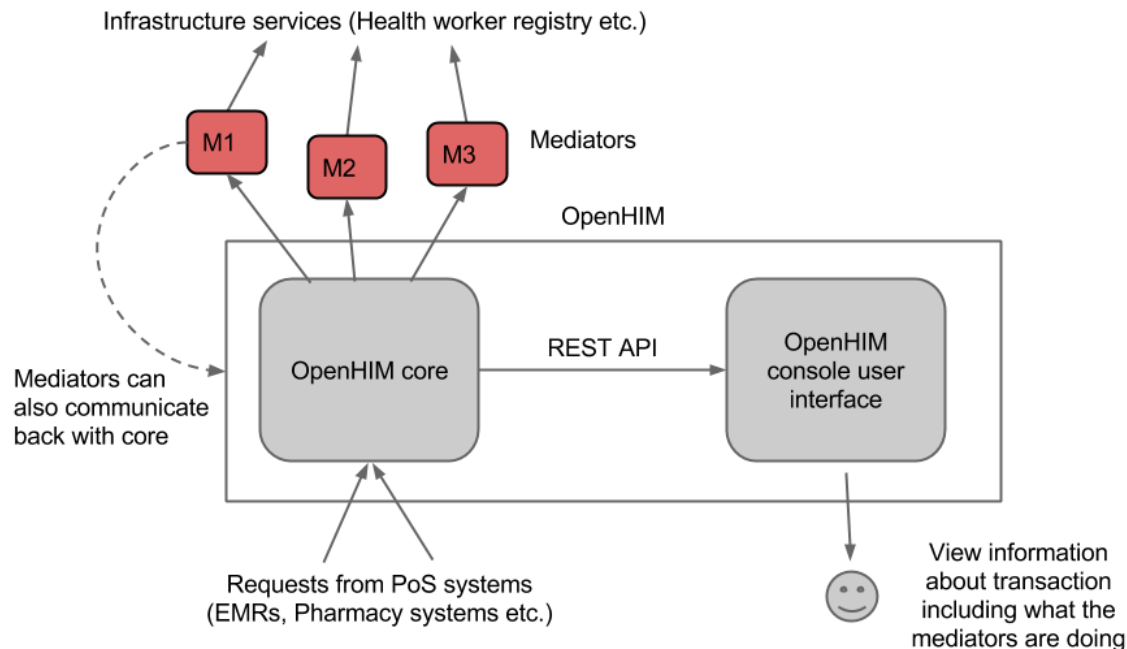 Infrastructure services (Health worker registry etc.)
M1
M2
M3
Mediators
OpenHIM
OpenHIM core
REST API
OpenHIM
console user
interface
Mediators can
also communicate
back with core
Requests from PoS systems
(EMRs, Pharmacy systems etc.)
View information
about transaction
including what the
mediators are doing